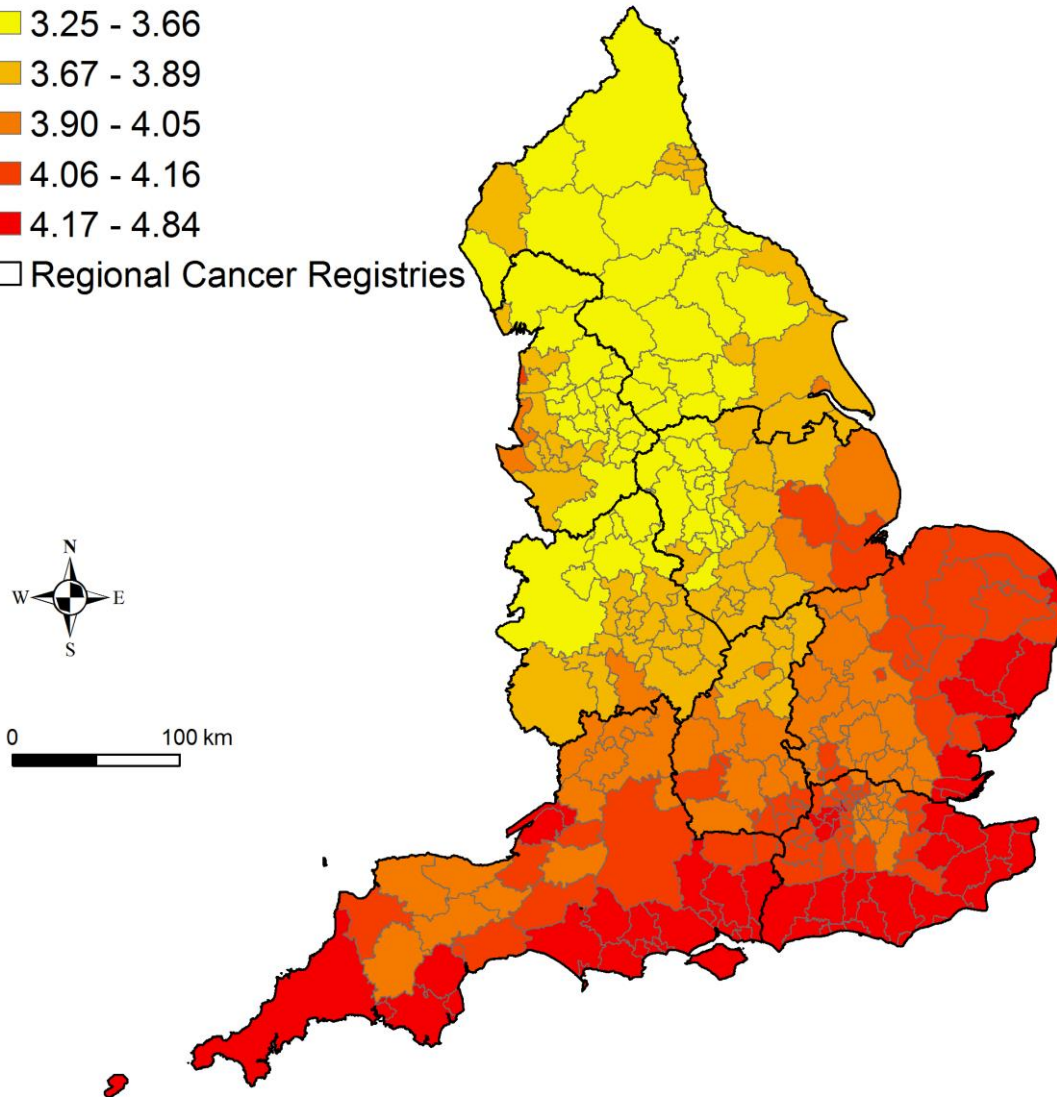 3.25 - 3.66
3.67 - 3.89
3.90 - 4.05
4.06 - 4.16
4.17 - 4.84
Regional Cancer Registries
N
W E
S
0 100 km